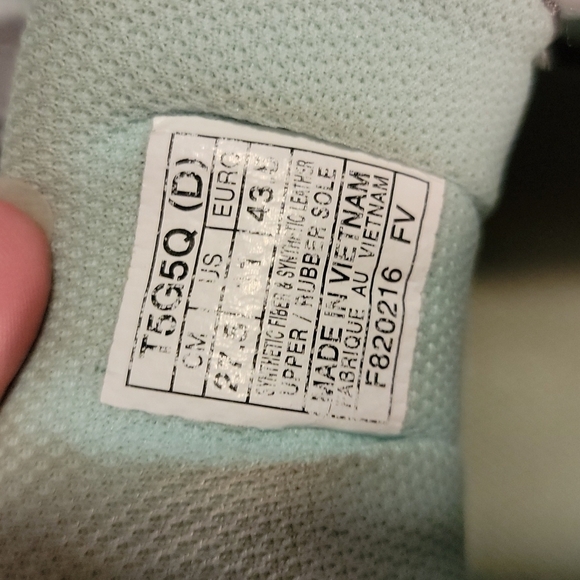 T5G5Q (D)
CM US EURO
27.5 43.5
SYNTHETIC FIBER & SYNTHETIC LEATHER
UPPER / RUBBER SOLE
MADE IN VIETNAM
FABRIQUE AU VIETNAM
F820216 FV